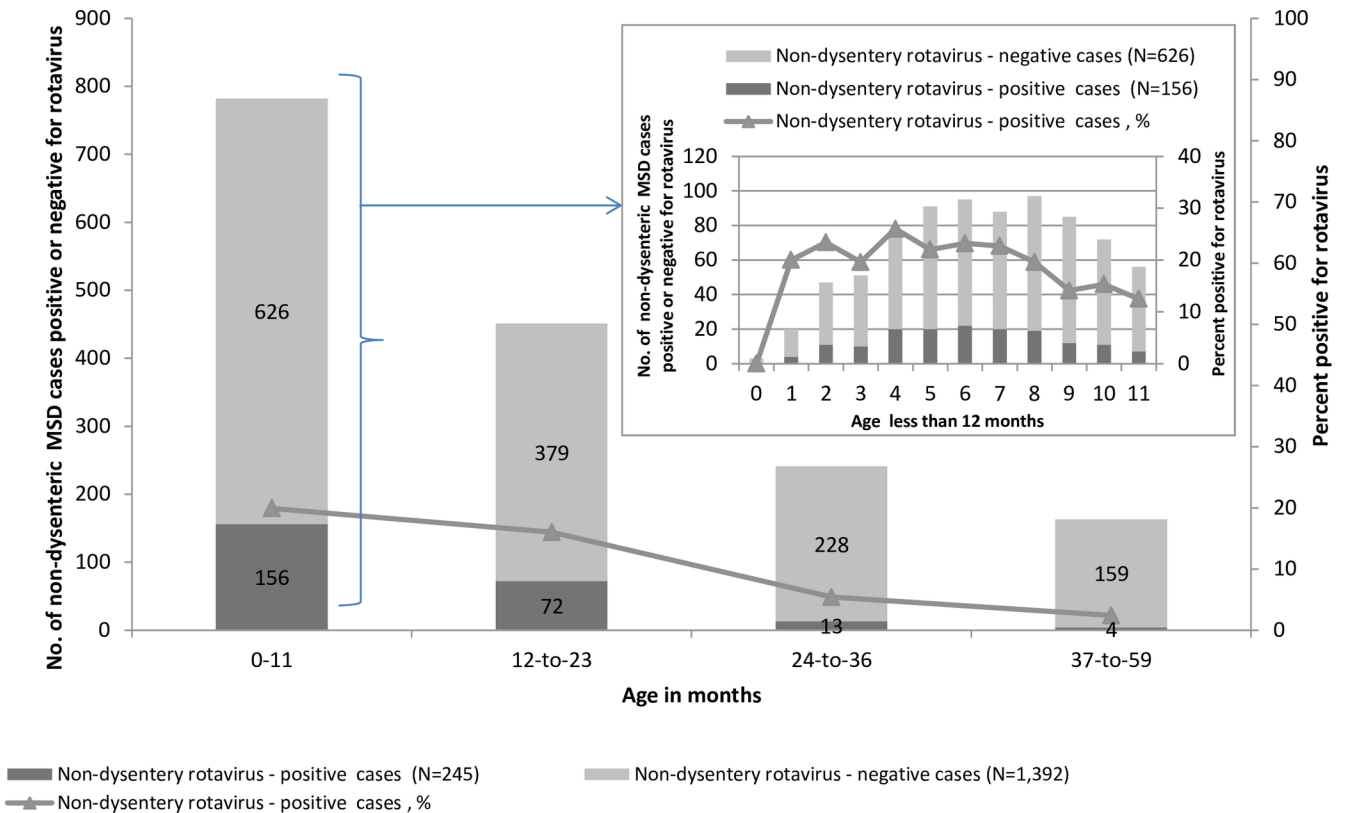 No. of non-dysenteric MSD cases positive or negative for rotavirus
900
800
700
600
500
400
300
200
100
0
626
156
379
72
228
13
159
4
0-11
12-to-23
24-to-36
37-to-59
Age in months
100
90
80
70
60
50
40
30
20
10
0
Percent positive for rotavirus
Non-dysentery rotavirus - negative cases (N=626)
Non-dysentery rotavirus - positive cases (N=156)
Non-dysentery rotavirus - positive cases , %
No. of non-dysenteric MSD cases
positive or negative for rotavirus
120
100
80
60
40
20
0
40
30
20
10
0
Percent positive for rotavirus
0 1 2 3 4 5 6 7 8 9 10 11
Age less than 12 months
Non-dysentery rotavirus - positive cases (N=245)
Non-dysentery rotavirus - negative cases (N=1,392)
Non-dysentery rotavirus - positive cases , %